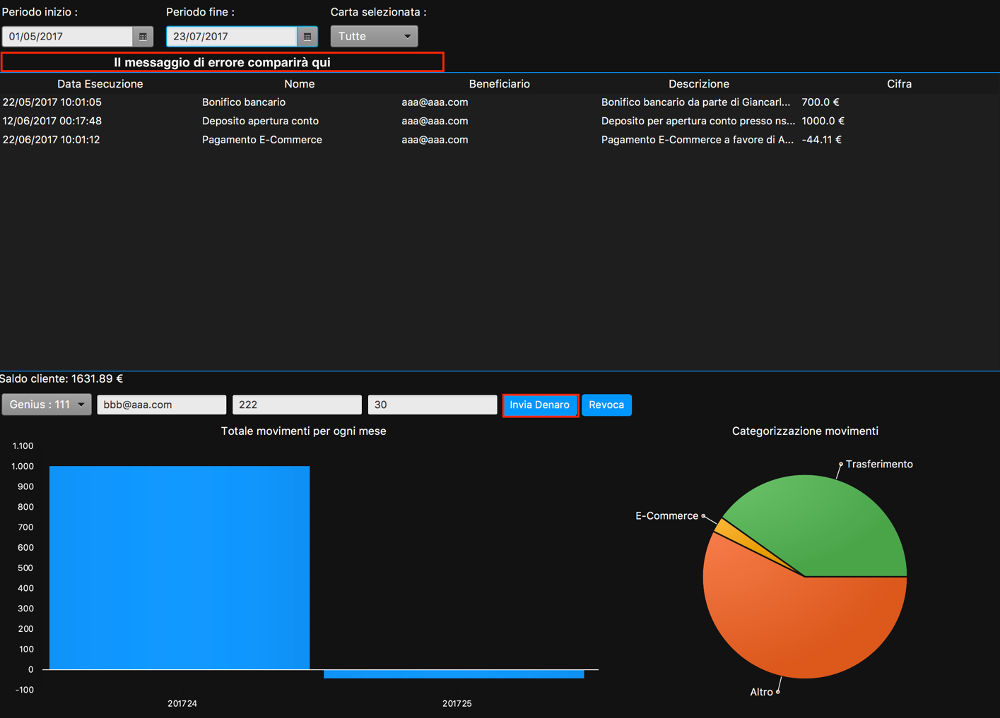 Periodo inizio : Periodo fine : Carta selezionata :
01/05/2017 23/07/2017 Tutte
Il messaggio di errore comparirà qui
Data Esecuzione Nome Beneficiario Descrizione Cifra
22/05/2017 10:01:05 Bonifico bancario aaa@aaa.com Bonifico bancario da parte di Giancarl... 700.0 €
12/06/2017 00:17:48 Deposito apertura conto aaa@aaa.com Deposito per apertura conto presso ns... 1000.0 €
22/06/2017 10:01:12 Pagamento E-Commerce aaa@aaa.com Pagamento E-Commerce a favore di A... -44.11 €
Saldo cliente: 1631.89 €
Genius : 111 bbb@aaa.com 222 30 Invia Denaro Revoca
Totale movimenti per ogni mese
1.100
1.000
900
800
700
600
500
400
300
200
100
0
-100
201724 201725
Categorizzazione movimenti
Trasferimento
E-Commerce
Altro